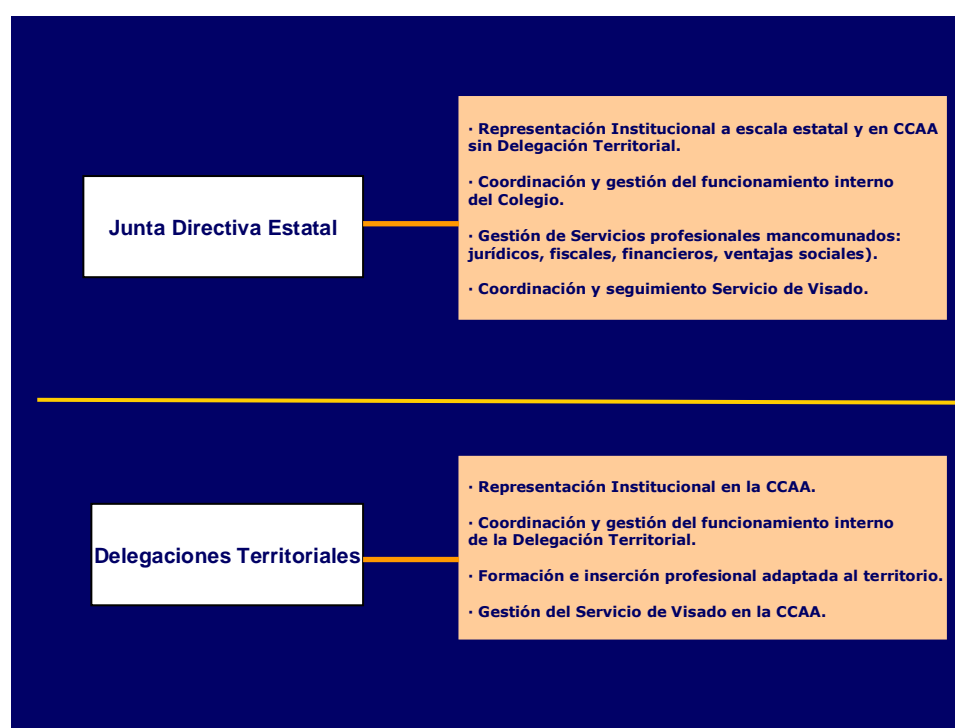 Junta Directiva Estatal
· Representación Institucional a escala estatal y en CCAA
sin Delegación Territorial.
· Coordinación y gestión del funcionamiento interno
del Colegio.
· Gestión de Servicios profesionales mancomunados:
jurídicos, fiscales, financieros, ventajas sociales).
· Coordinación y seguimiento Servicio de Visado.
Delegaciones Territoriales
· Representación Institucional en la CCAA.
· Coordinación y gestión del funcionamiento interno
de la Delegación Territorial.
· Formación e inserción profesional adaptada al territorio.
· Gestión del Servicio de Visado en la CCAA.